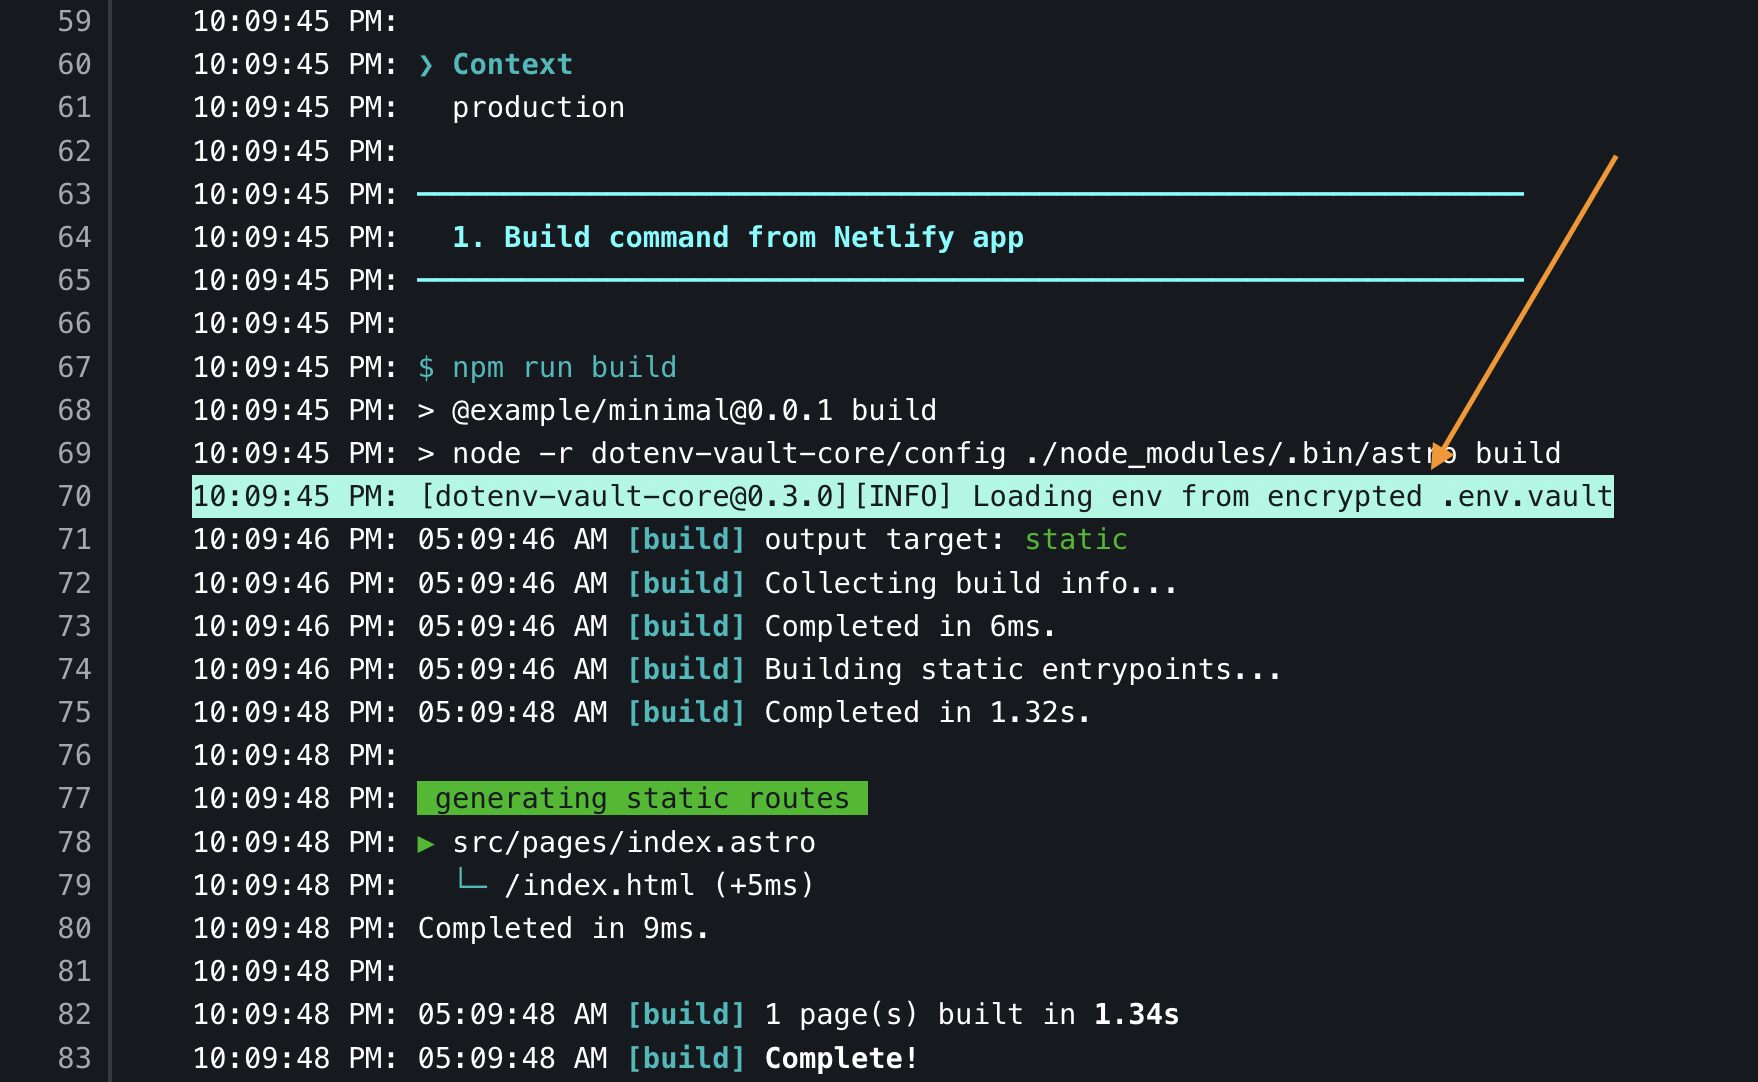 59 10:09:45 PM:
60 10:09:45 PM: ❯ Context
61 10:09:45 PM:   production
62 10:09:45 PM:
63 10:09:45 PM: ────────────────────────────────────────────────────────────────
64 10:09:45 PM:   1. Build command from Netlify app
65 10:09:45 PM: ────────────────────────────────────────────────────────────────
66 10:09:45 PM:
67 10:09:45 PM: $ npm run build
68 10:09:45 PM: > @example/minimal@0.0.1 build
69 10:09:45 PM: > node -r dotenv-vault-core/config ./node_modules/.bin/astro build
70 10:09:45 PM: [dotenv-vault-core@0.3.0][INFO] Loading env from encrypted .env.vault
71 10:09:46 PM: 05:09:46 AM [build] output target: static
72 10:09:46 PM: 05:09:46 AM [build] Collecting build info...
73 10:09:46 PM: 05:09:46 AM [build] Completed in 6ms.
74 10:09:46 PM: 05:09:46 AM [build] Building static entrypoints...
75 10:09:48 PM: 05:09:48 AM [build] Completed in 1.32s.
76 10:09:48 PM:
77 10:09:48 PM:  generating static routes
78 10:09:48 PM: ▶ src/pages/index.astro
79 10:09:48 PM:   └─ /index.html (+5ms)
80 10:09:48 PM: Completed in 9ms.
81 10:09:48 PM:
82 10:09:48 PM: 05:09:48 AM [build] 1 page(s) built in 1.34s
83 10:09:48 PM: 05:09:48 AM [build] Complete!